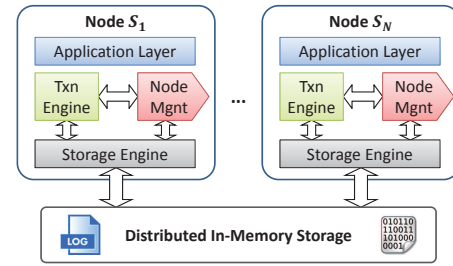 Node S₁
Application Layer
Txn Engine
Node Mgnt
Storage Engine
...
Node S_N
Application Layer
Txn Engine
Node Mgnt
Storage Engine
LOG
Distributed In-Memory Storage
010110
110011
101000
0001